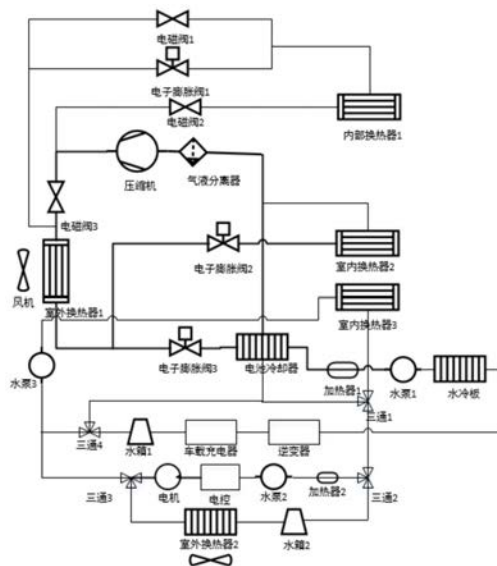 电磁阀1
电子膨胀阀1
电磁阀2
内部换热器1
压缩机
气液分离器
电磁阀3
电子膨胀阀2
室内换热器2
风机
室外换热器1
室内换热器3
水泵3
电子膨胀阀3
电池冷却器
加热器1
水泵1
水冷板
三通1
三通4
水箱1
车载充电器
逆变器
三通3
电机
电控
水泵2
加热器2
三通2
室外换热器2
水箱2